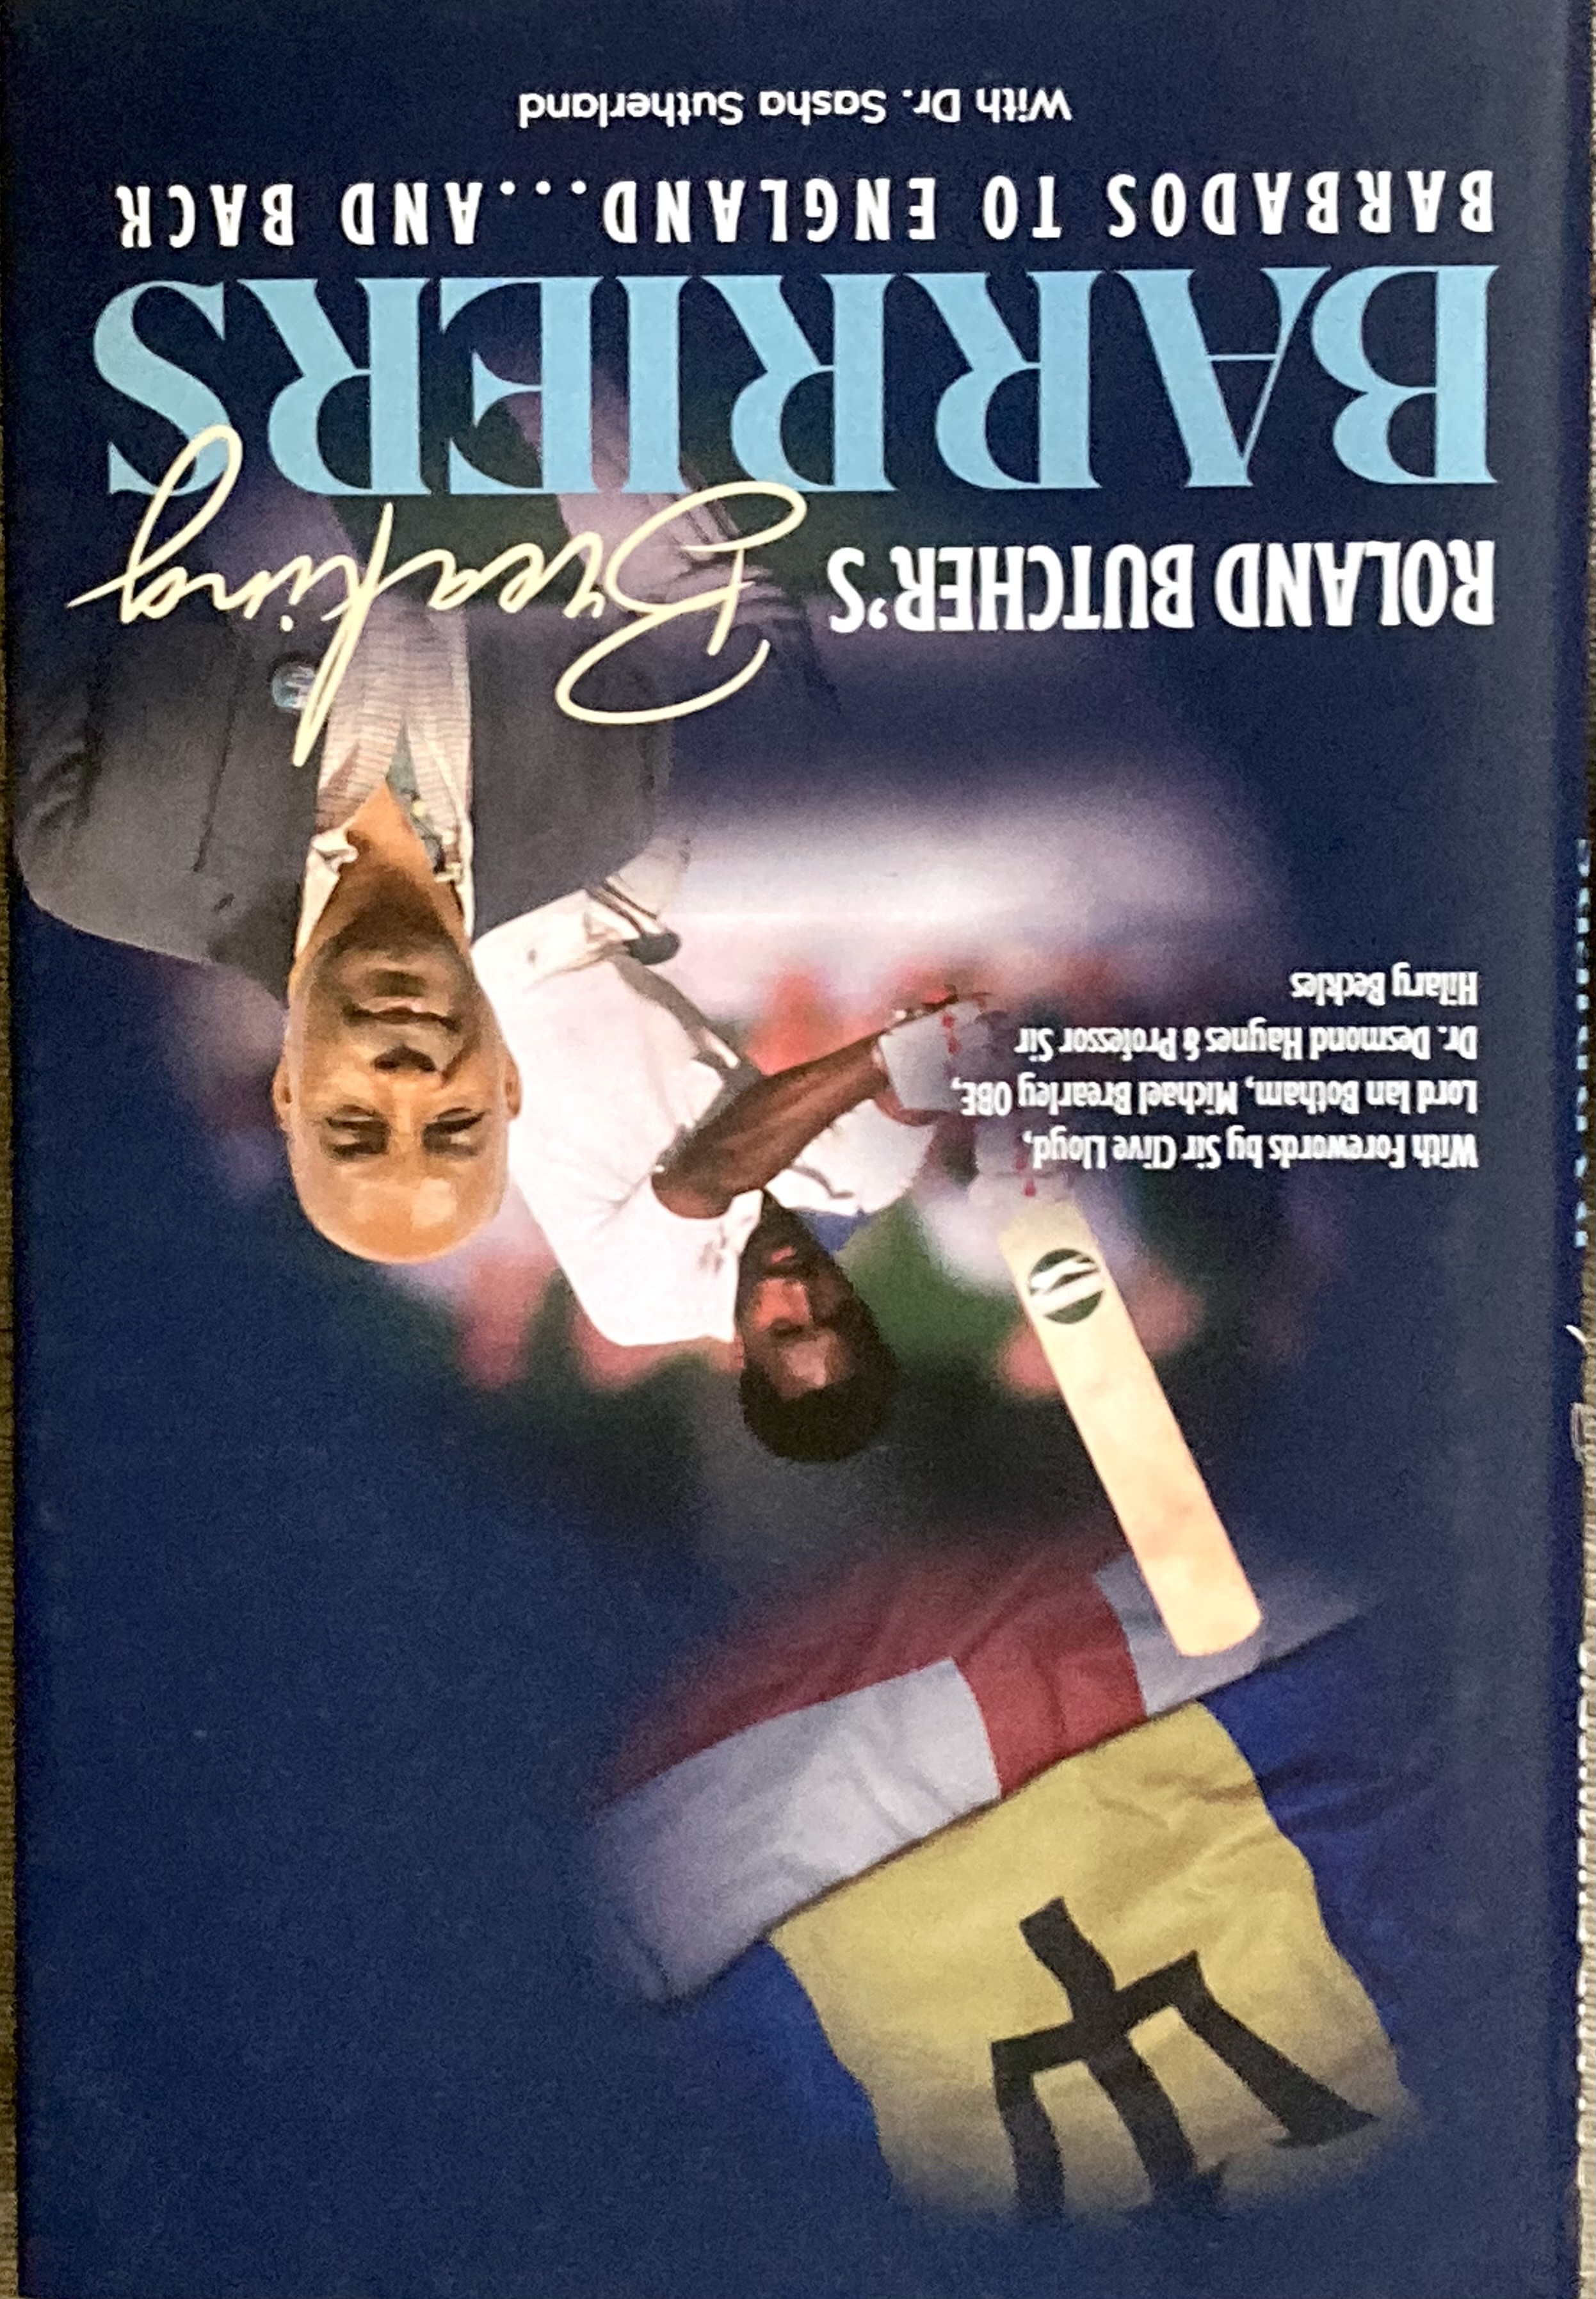 With Forewords by Sir Clive Lloyd,
Lord Ian Botham, Michael Brearley OBE,
Dr. Desmond Haynes & Professor Sir
Hilary Beckles
ROLAND BUTCHER'S Breaking
BARRIERS
BARBADOS TO ENGLAND...AND BACK
With Dr. Sasha Sutherland